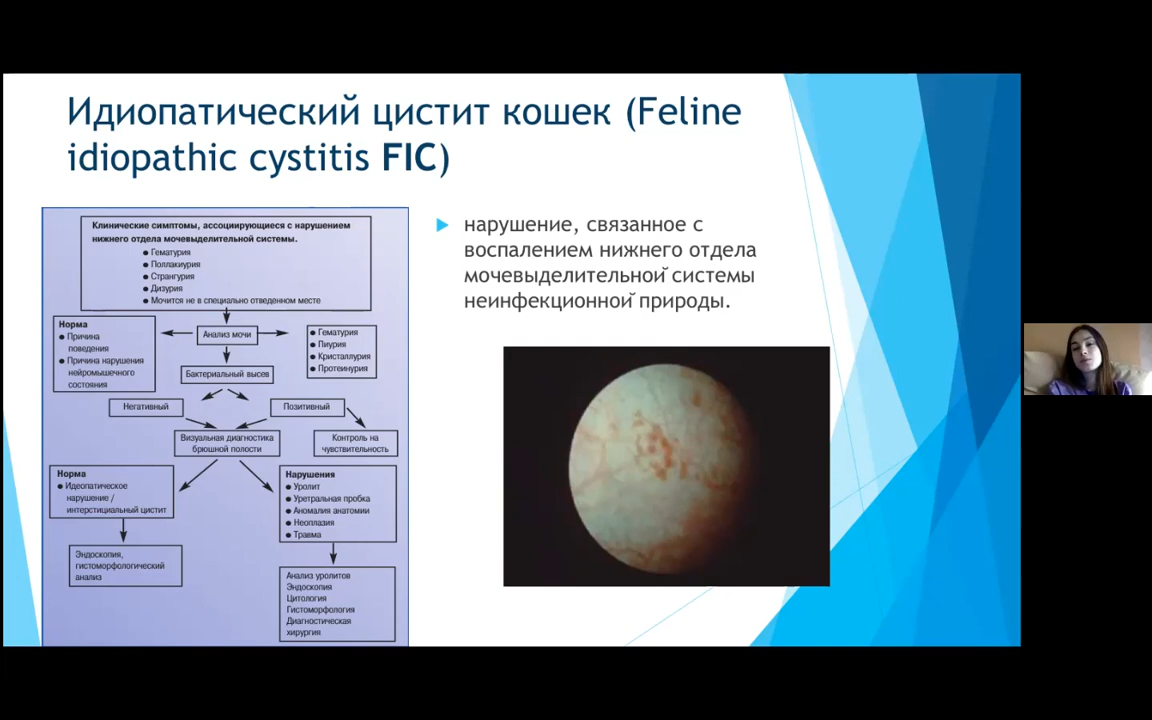 Идиопатический цистит кошек (Feline
idiopathic cystitis FIC)
Клинические симптомы, ассоциирующиеся с нарушением
нижнего отдела мочевыделительной системы.
● Гематурия
● Поллакиурия
● Странгурия
● Дизурия
● Мочится не в специально отведенном месте
Норма
● Причина
поведения
● Причина нарушения
нейромышечного
состояния
Анализ мочи
● Гематурия
● Пиурия
● Кристаллурия
● Протеинурия
Бактериальный высев
Негативный
Позитивный
Визуальная диагностика
брюшной полости
Контроль на
чувствительность
Норма
● Идеопатическое
нарушение /
интерстициальный цистит
Нарушения
● Уролит
● Уретральная пробка
● Аномалия анатомии
● Неоплазия
● Травма
Эндоскопия,
гистоморфологический
анализ
Анализ уролитов
Эндоскопия
Цитология
Гистоморфология
Диагностическая
хирургия
нарушение, связанное с
воспалением нижнего отдела
мочевыделительной системы
неинфекционной природы.